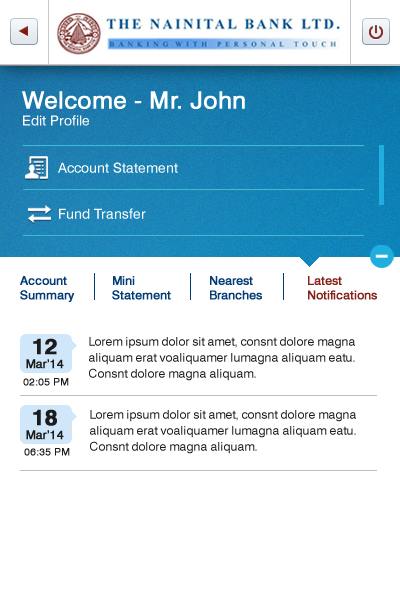 THE NAINITAL BANK LTD.
BANKING WITH PERSONAL TOUCH
Welcome - Mr. John
Edit Profile
Account Statement
Fund Transfer
Account
Summary
Mini
Statement
Nearest
Branches
Latest
Notifications
12
Mar'14
02:05 PM
Lorem ipsum dolor sit amet, consnt dolore magna
aliquam erat voaliquamer lumagna aliquam eatu.
Consnt dolore magna aliquam.
18
Mar'14
06:35 PM
Lorem ipsum dolor sit amet, consnt dolore magna
aliquam erat voaliquamer lumagna aliquam eatu.
Consnt dolore magna aliquam.